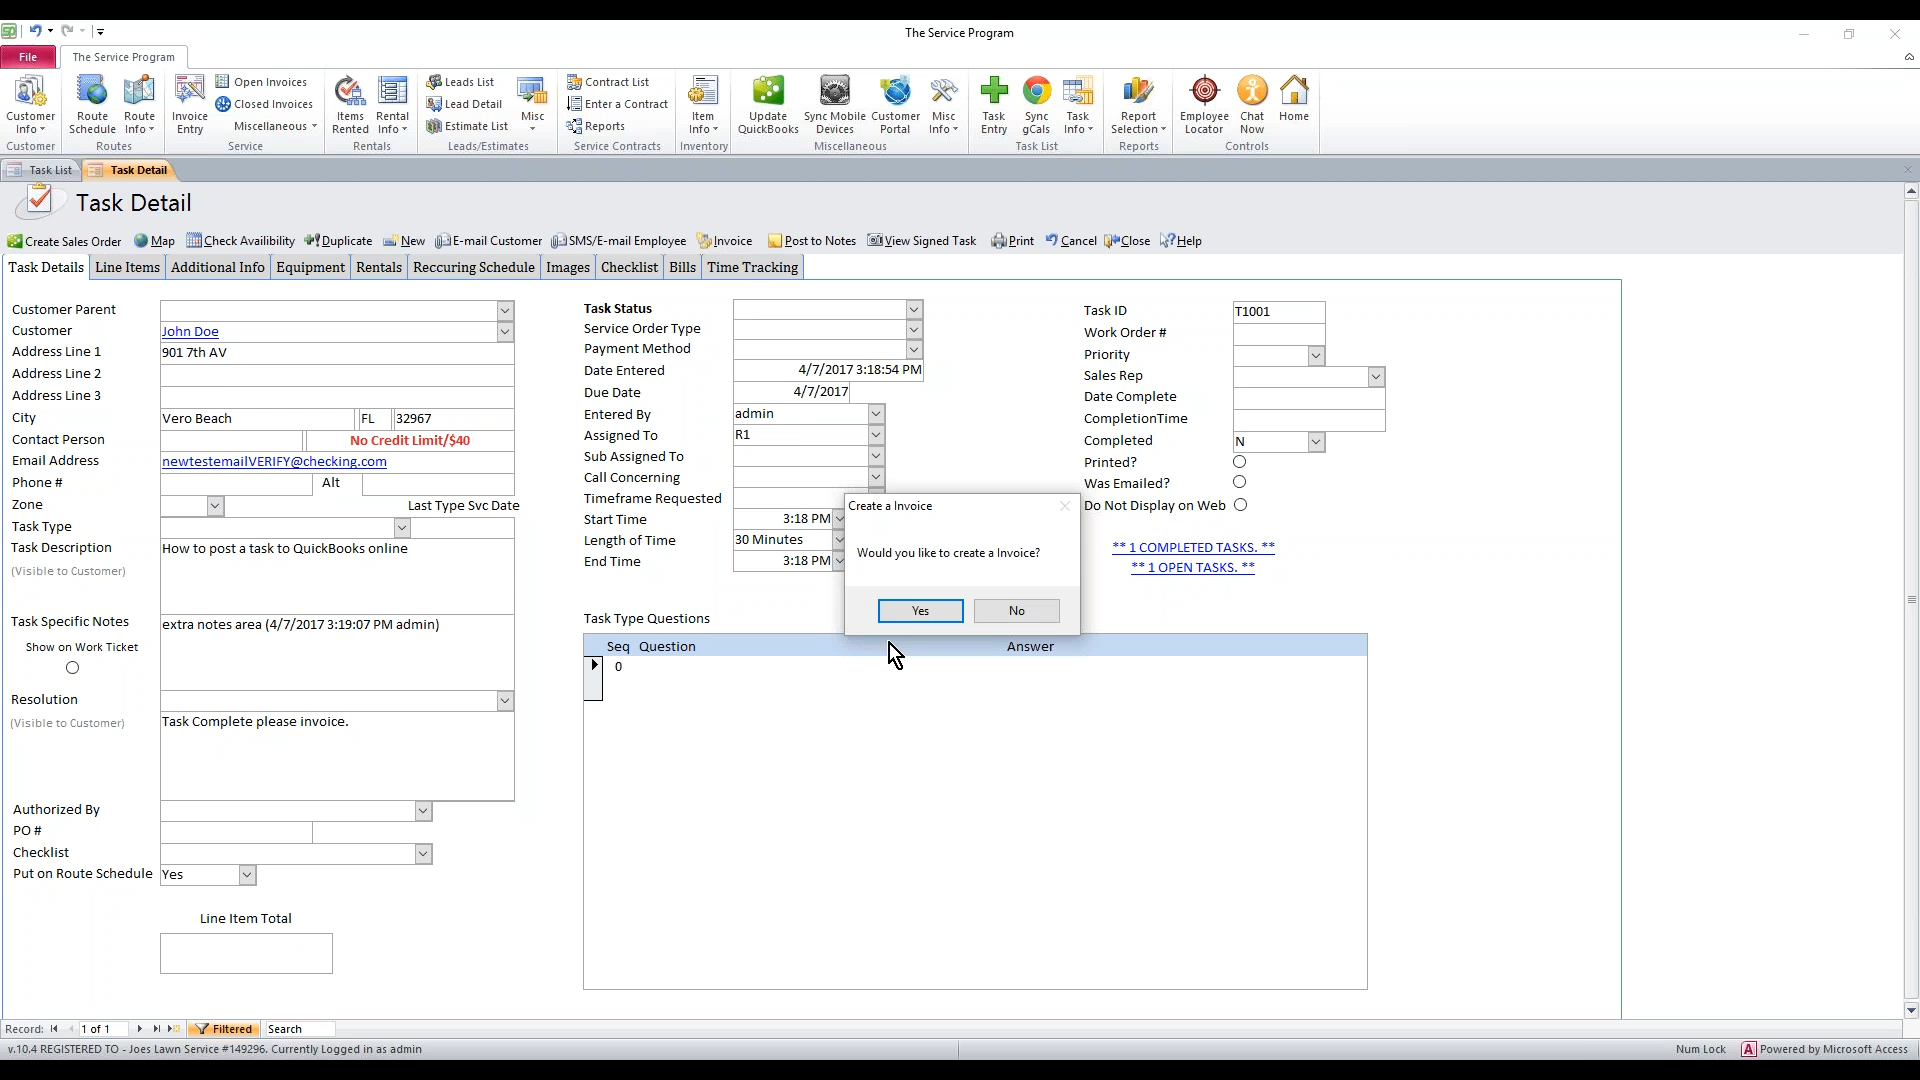 The Service Program
File
The Service Program
Customer Info
Route Schedule
Route Info
Invoice Entry
Open Invoices
Closed Invoices
Miscellaneous
Items Rented
Rental Info
Leads List
Lead Detail
Estimate List
Misc
Contract List
Enter a Contract
Reports
Item Info
Update QuickBooks
Sync Mobile Devices
Customer Portal
Misc Info
Task Entry
Sync gCals
Task Info
Report Selection
Employee Locator
Chat Now
Home
Customer
Routes
Service
Rentals
Leads/Estimates
Service Contracts
Inventory
Miscellaneous
Task List
Reports
Controls
Task List
Task Detail
Task Detail
Create Sales Order
Map
Check Availibility
Duplicate
New
E-mail Customer
SMS/E-mail Employee
Invoice
Post to Notes
View Signed Task
Print
Cancel
Close
Help
Task Details
Line Items
Additional Info
Equipment
Rentals
Reccuring Schedule
Images
Checklist
Bills
Time Tracking
Customer Parent
Customer John Doe
Address Line 1 901 7th AV
Address Line 2
Address Line 3
City Vero Beach FL 32967
Contact Person No Credit Limit/$40
Email Address newtestemailVERIFY@checking.com
Phone # Alt
Zone Last Type Svc Date
Task Type
Task Description How to post a task to QuickBooks online
(Visible to Customer)
Task Specific Notes extra notes area (4/7/2017 3:19:07 PM admin)
Show on Work Ticket
Resolution
(Visible to Customer) Task Complete please invoice.
Authorized By
PO #
Checklist
Put on Route Schedule Yes
Line Item Total
Task Status
Service Order Type
Payment Method
Date Entered 4/7/2017 3:18:54 PM
Due Date 4/7/2017
Entered By admin
Assigned To R1
Sub Assigned To
Call Concerning
Timeframe Requested
Start Time 3:18 PM
Length of Time 30 Minutes
End Time 3:18 PM
Task Type Questions
Seq Question Answer
0
Create a Invoice
Would you like to create a Invoice?
Yes No
Task ID T1001
Work Order #
Priority
Sales Rep
Date Complete
CompletionTime
Completed N
Printed?
Was Emailed?
Do Not Display on Web
** 1 COMPLETED TASKS. **
** 1 OPEN TASKS. **
Record: 1 of 1 Filtered Search
v.10.4 REGISTERED TO - Joes Lawn Service #149296. Currently Logged in as admin
Num Lock
A Powered by Microsoft Access